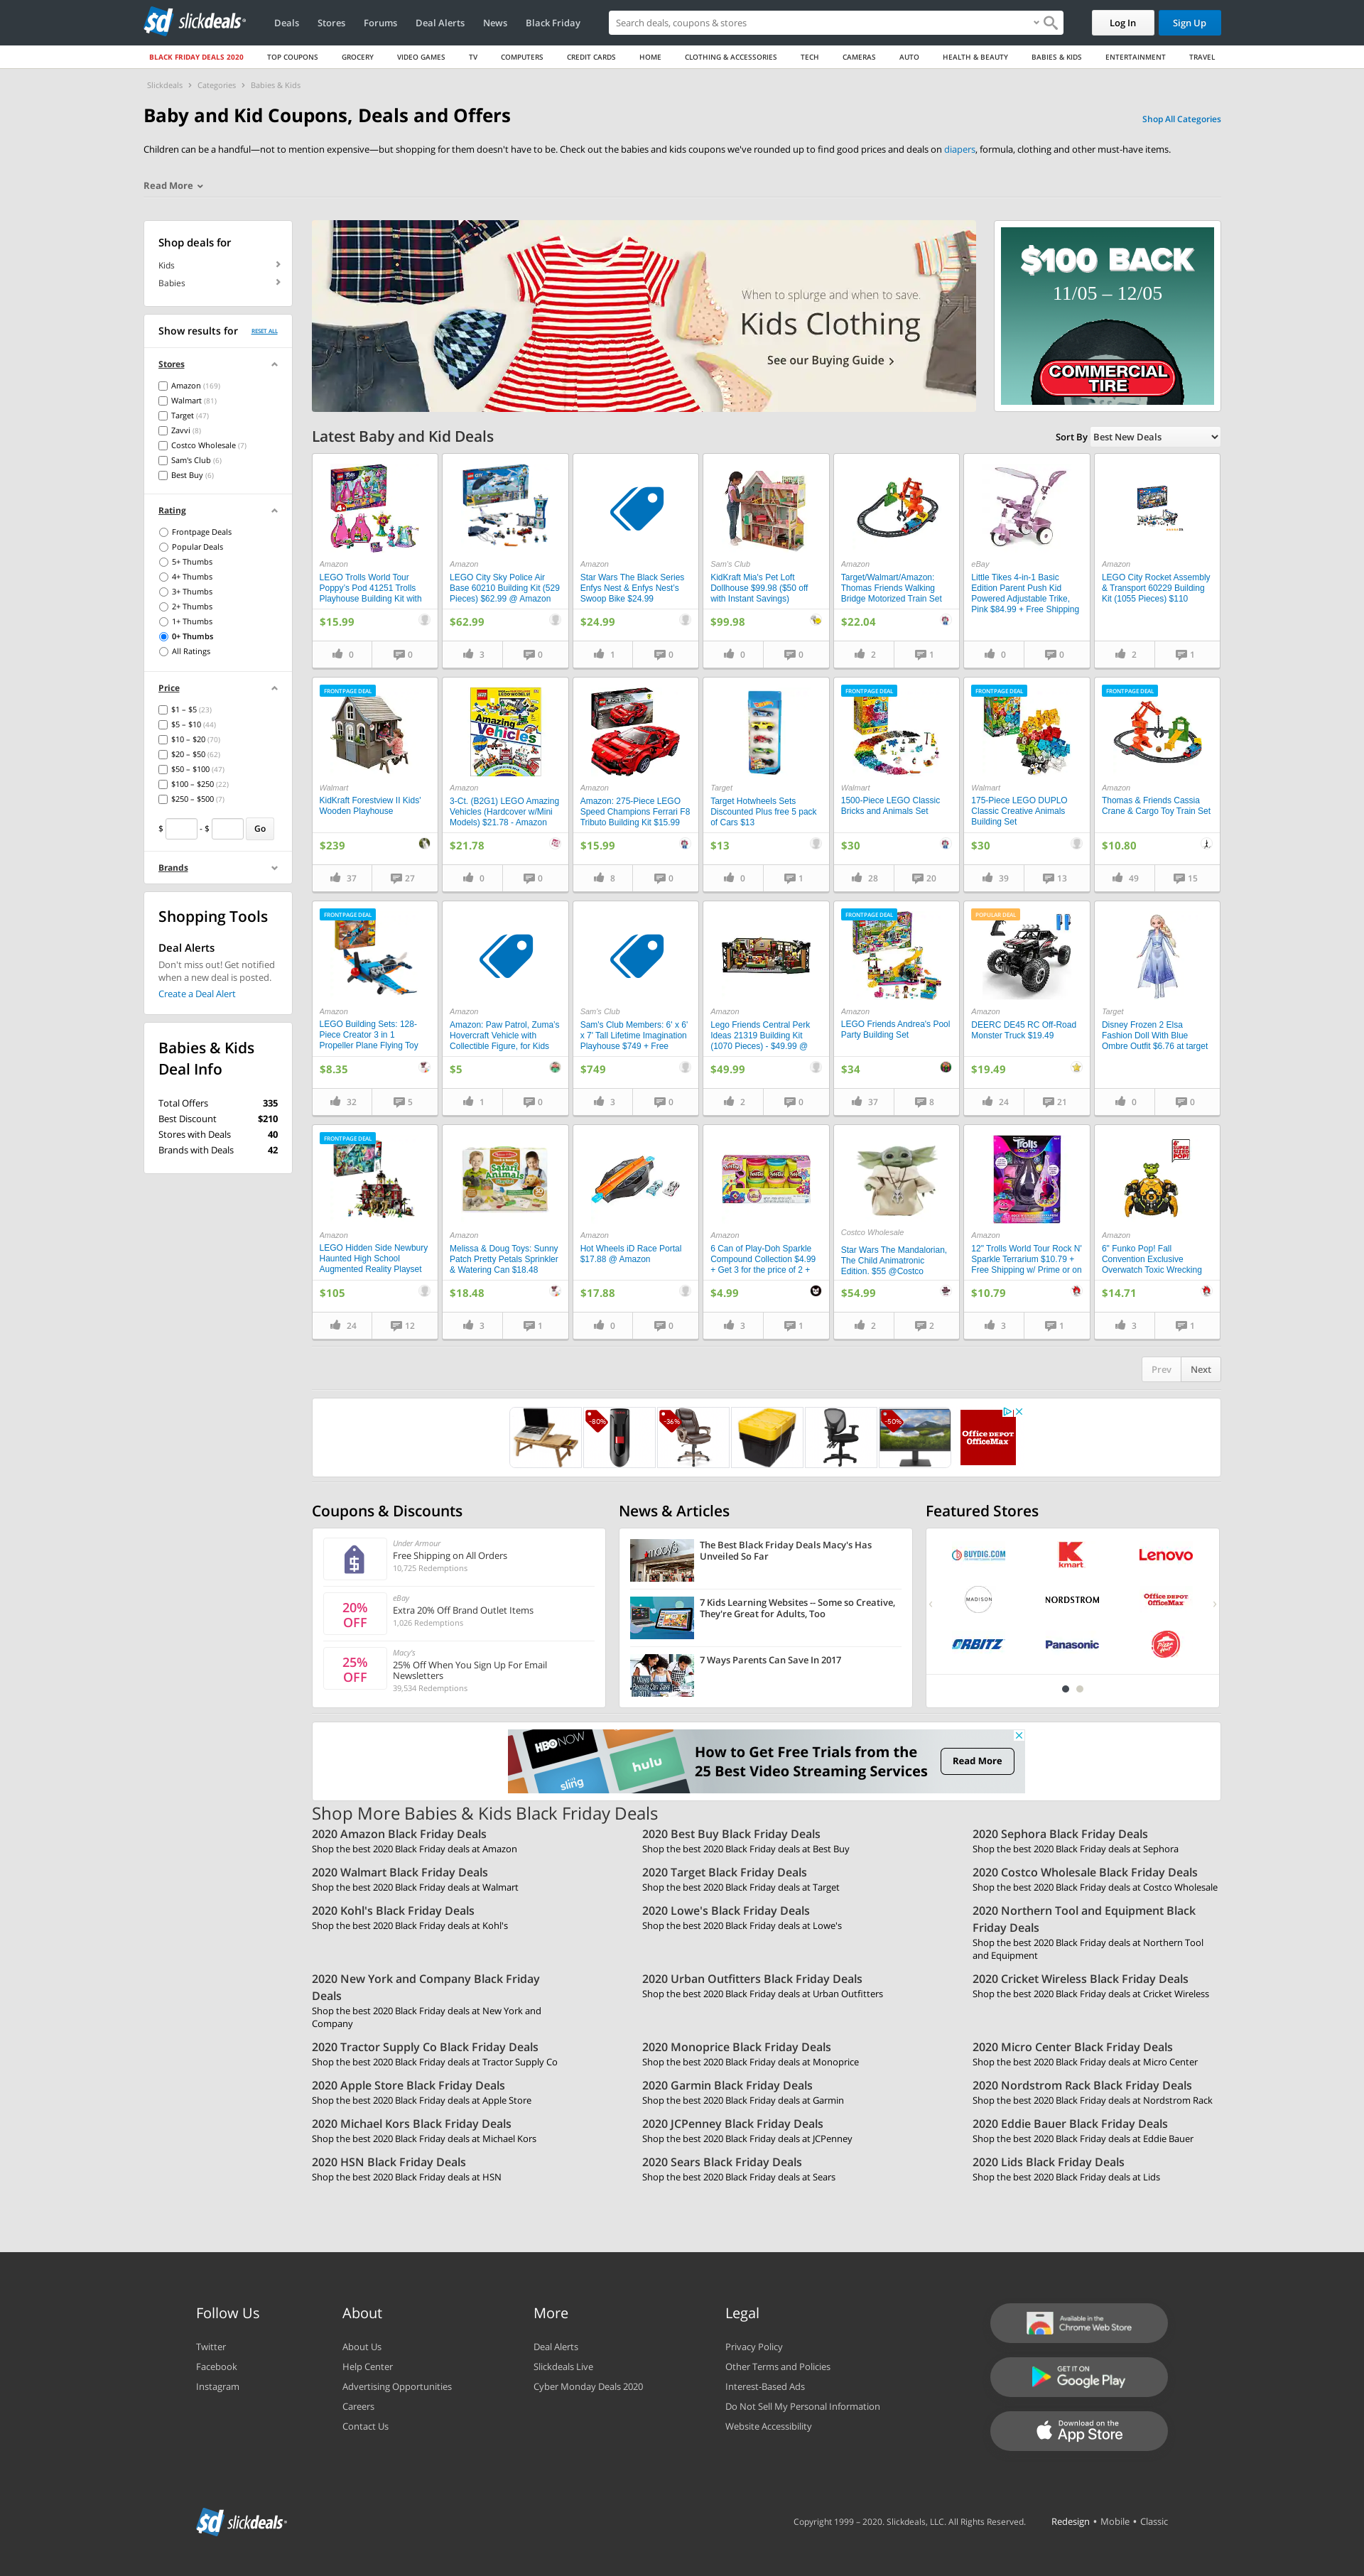 sd slickdeals
Deals Stores Forums Deal Alerts News Black Friday
Search deals, coupons & stores
Log In Sign Up
BLACK FRIDAY DEALS 2020 TOP COUPONS GROCERY VIDEO GAMES TV COMPUTERS CREDIT CARDS HOME CLOTHING & ACCESSORIES TECH CAMERAS AUTO HEALTH & BEAUTY BABIES & KIDS ENTERTAINMENT TRAVEL
Slickdeals › Categories › Babies & Kids
Baby and Kid Coupons, Deals and Offers
Shop All Categories
Children can be a handful—not to mention expensive—but shopping for them doesn't have to be. Check out the babies and kids coupons we've rounded up to find good prices and deals on diapers, formula, clothing and other must-have items.
Read More
Shop deals for
Kids
Babies
Show results for RESET ALL
Stores
Amazon (169)
Walmart (81)
Target (47)
Zavvi (8)
Costco Wholesale (7)
Sam's Club (6)
Best Buy (6)
Rating
Frontpage Deals
Popular Deals
5+ Thumbs
4+ Thumbs
3+ Thumbs
2+ Thumbs
1+ Thumbs
0+ Thumbs
All Ratings
Price
$1 – $5 (23)
$5 – $10 (44)
$10 – $20 (70)
$20 – $50 (62)
$50 – $100 (47)
$100 – $250 (22)
$250 – $500 (7)
$ - $ Go
Brands
Shopping Tools
Deal Alerts
Don't miss out! Get notified
when a new deal is posted.
Create a Deal Alert
Babies & Kids
Deal Info
Total Offers 335
Best Discount $210
Stores with Deals 40
Brands with Deals 42
When to splurge and when to save.
Kids Clothing
See our Buying Guide ›
$100 BACK
11/05 – 12/05
COMMERCIAL
TIRE
Latest Baby and Kid Deals
Sort By Best New Deals
Amazon
LEGO Trolls World Tour
Poppy's Pod 41251 Trolls
Playhouse Building Kit with
$15.99
0 0
Amazon
LEGO City Sky Police Air
Base 60210 Building Kit (529
Pieces) $62.99 @ Amazon
$62.99
3 0
Amazon
Star Wars The Black Series
Enfys Nest & Enfys Nest's
Swoop Bike $24.99
$24.99
1 0
Sam's Club
KidKraft Mia's Pet Loft
Dollhouse $99.98 ($50 off
with Instant Savings)
$99.98
0 0
Amazon
Target/Walmart/Amazon:
Thomas Friends Walking
Bridge Motorized Train Set
$22.04
2 1
eBay
Little Tikes 4-in-1 Basic
Edition Parent Push Kid
Powered Adjustable Trike,
Pink $84.99 + Free Shipping
0 0
Amazon
LEGO City Rocket Assembly
& Transport 60229 Building
Kit (1055 Pieces) $110
2 1
FRONTPAGE DEAL
Walmart
KidKraft Forestview II Kids'
Wooden Playhouse
$239
37 27
Amazing
Vehicles
Amazon
3-Ct. (B2G1) LEGO Amazing
Vehicles (Hardcover w/Mini
Models) $21.78 - Amazon
$21.78
0 0
Amazon
Amazon: 275-Piece LEGO
Speed Champions Ferrari F8
Tributo Building Kit $15.99
$15.99
8 0
Target
Target Hotwheels Sets
Discounted Plus free 5 pack
of Cars $13
$13
0 1
FRONTPAGE DEAL
Walmart
1500-Piece LEGO Classic
Bricks and Animals Set
$30
28 20
FRONTPAGE DEAL
Walmart
175-Piece LEGO DUPLO
Classic Creative Animals
Building Set
$30
39 13
FRONTPAGE DEAL
Amazon
Thomas & Friends Cassia
Crane & Cargo Toy Train Set
$10.80
49 15
FRONTPAGE DEAL
Amazon
LEGO Building Sets: 128-
Piece Creator 3 in 1
Propeller Plane Flying Toy
$8.35
32 5
Amazon
Amazon: Paw Patrol, Zuma's
Hovercraft Vehicle with
Collectible Figure, for Kids
$5
1 0
Sam's Club
Sam's Club Members: 6' x 6'
x 7' Tall Lifetime Imagination
Playhouse $749 + Free
$749
3 0
Amazon
Lego Friends Central Perk
Ideas 21319 Building Kit
(1070 Pieces) - $49.99 @
$49.99
2 0
FRONTPAGE DEAL
Amazon
LEGO Friends Andrea's Pool
Party Building Set
$34
37 8
POPULAR DEAL
Amazon
DEERC DE45 RC Off-Road
Monster Truck $19.49
$19.49
24 21
Target
Disney Frozen 2 Elsa
Fashion Doll With Blue
Ombre Outfit $6.76 at target
0 0
FRONTPAGE DEAL
Amazon
LEGO Hidden Side Newbury
Haunted High School
Augmented Reality Playset
$105
24 12
Safari
Animals
Amazon
Melissa & Doug Toys: Sunny
Patch Pretty Petals Sprinkler
& Watering Can $18.48
$18.48
3 1
Amazon
Hot Wheels iD Race Portal
$17.88 @ Amazon
$17.88
0 0
Amazon
6 Can of Play-Doh Sparkle
Compound Collection $4.99
+ Get 3 for the price of 2 +
$4.99
3 1
Costco Wholesale
Star Wars The Mandalorian,
The Child Animatronic
Edition. $55 @Costco
$54.99
2 2
Trolls
Amazon
12" Trolls World Tour Rock N'
Sparkle Terrarium $10.79 +
Free Shipping w/ Prime or on
$10.79
3 1
6" SUPER SIZED POP!
Amazon
6" Funko Pop! Fall
Convention Exclusive
Overwatch Toxic Wrecking
$14.71
3 1
Prev Next
-80% -36% -50%
Office DEPOT
OfficeMax
Coupons & Discounts
Under Armour
Free Shipping on All Orders
10,725 Redemptions
20%
OFF
eBay
Extra 20% Off Brand Outlet Items
1,026 Redemptions
25%
OFF
Macy's
25% Off When You Sign Up For Email
Newsletters
39,534 Redemptions
News & Articles
macy's
The Best Black Friday Deals Macy's Has
Unveiled So Far
7 Kids Learning Websites -- Some so Creative,
They're Great for Adults, Too
7 Ways Parents Can Save In 2017
Featured Stores
BUYDIG.COM
kmart
Lenovo
MADISON
NORDSTROM
Office DEPOT
OfficeMax
ORBITZ
Panasonic
Pizza Hut
HBO NOW
hulu
sling
How to Get Free Trials from the
25 Best Video Streaming Services
Read More
Shop More Babies & Kids Black Friday Deals
2020 Amazon Black Friday Deals
Shop the best 2020 Black Friday deals at Amazon
2020 Best Buy Black Friday Deals
Shop the best 2020 Black Friday deals at Best Buy
2020 Sephora Black Friday Deals
Shop the best 2020 Black Friday deals at Sephora
2020 Walmart Black Friday Deals
Shop the best 2020 Black Friday deals at Walmart
2020 Target Black Friday Deals
Shop the best 2020 Black Friday deals at Target
2020 Costco Wholesale Black Friday Deals
Shop the best 2020 Black Friday deals at Costco Wholesale
2020 Kohl's Black Friday Deals
Shop the best 2020 Black Friday deals at Kohl's
2020 Lowe's Black Friday Deals
Shop the best 2020 Black Friday deals at Lowe's
2020 Northern Tool and Equipment Black
Friday Deals
Shop the best 2020 Black Friday deals at Northern Tool
and Equipment
2020 New York and Company Black Friday
Deals
Shop the best 2020 Black Friday deals at New York and
Company
2020 Urban Outfitters Black Friday Deals
Shop the best 2020 Black Friday deals at Urban Outfitters
2020 Cricket Wireless Black Friday Deals
Shop the best 2020 Black Friday deals at Cricket Wireless
2020 Tractor Supply Co Black Friday Deals
Shop the best 2020 Black Friday deals at Tractor Supply Co
2020 Monoprice Black Friday Deals
Shop the best 2020 Black Friday deals at Monoprice
2020 Micro Center Black Friday Deals
Shop the best 2020 Black Friday deals at Micro Center
2020 Apple Store Black Friday Deals
Shop the best 2020 Black Friday deals at Apple Store
2020 Garmin Black Friday Deals
Shop the best 2020 Black Friday deals at Garmin
2020 Nordstrom Rack Black Friday Deals
Shop the best 2020 Black Friday deals at Nordstrom Rack
2020 Michael Kors Black Friday Deals
Shop the best 2020 Black Friday deals at Michael Kors
2020 JCPenney Black Friday Deals
Shop the best 2020 Black Friday deals at JCPenney
2020 Eddie Bauer Black Friday Deals
Shop the best 2020 Black Friday deals at Eddie Bauer
2020 HSN Black Friday Deals
Shop the best 2020 Black Friday deals at HSN
2020 Sears Black Friday Deals
Shop the best 2020 Black Friday deals at Sears
2020 Lids Black Friday Deals
Shop the best 2020 Black Friday deals at Lids
Follow Us
Twitter
Facebook
Instagram
About
About Us
Help Center
Advertising Opportunities
Careers
Contact Us
More
Deal Alerts
Slickdeals Live
Cyber Monday Deals 2020
Legal
Privacy Policy
Other Terms and Policies
Interest-Based Ads
Do Not Sell My Personal Information
Website Accessibility
Available in the
Chrome Web Store
GET IT ON
Google Play
Download on the
App Store
sd slickdeals
Copyright 1999 – 2020. Slickdeals, LLC. All Rights Reserved.
Redesign • Mobile • Classic